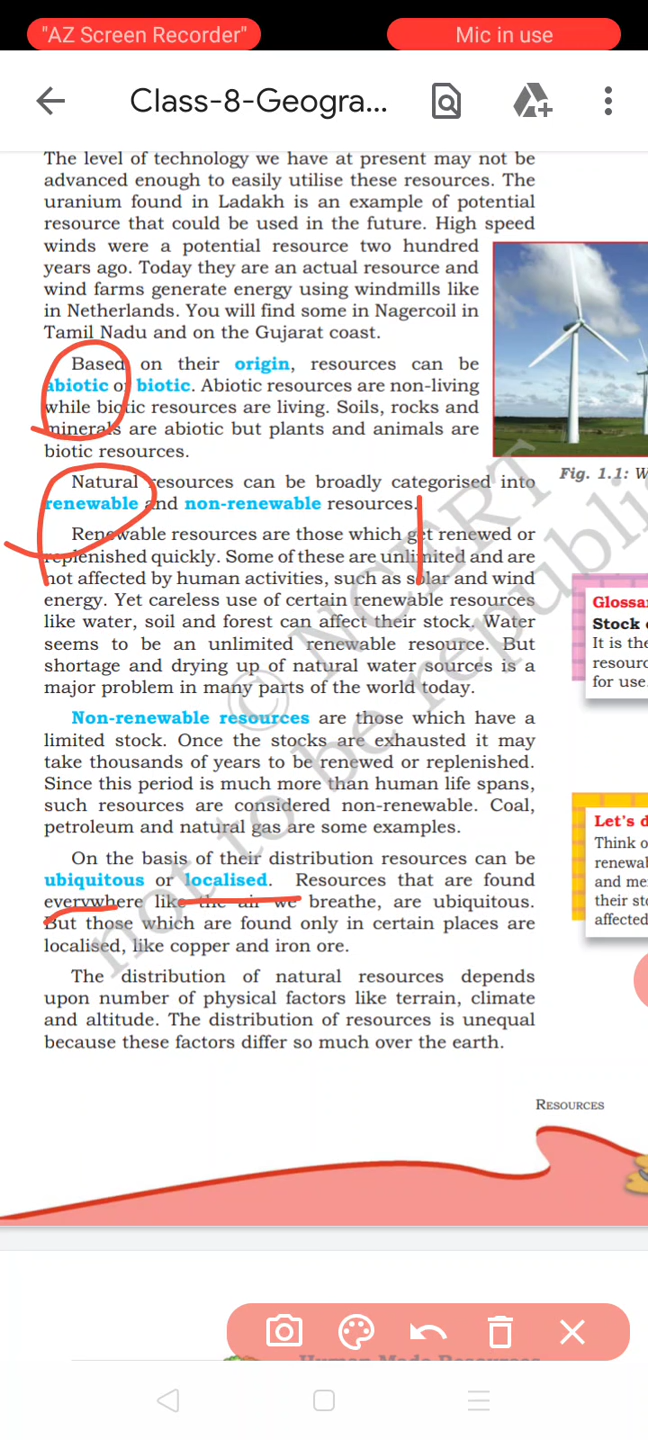 "AZ Screen Recorder"
Mic in use
Class-8-Geogra...
The level of technology we have at present may not be
advanced enough to easily utilise these resources. The
uranium found in Ladakh is an example of potential
resource that could be used in the future. High speed
winds were a potential resource two hundred
years ago. Today they are an actual resource and
wind farms generate energy using windmills like
in Netherlands. You will find some in Nagercoil in
Tamil Nadu and on the Gujarat coast.
Based on their origin, resources can be
abiotic or biotic. Abiotic resources are non-living
while biotic resources are living. Soils, rocks and
minerals are abiotic but plants and animals are
biotic resources.
Natural resources can be broadly categorised into
renewable and non-renewable resources.
Renewable resources are those which get renewed or
replenished quickly. Some of these are unlimited and are
not affected by human activities, such as solar and wind
energy. Yet careless use of certain renewable resources
like water, soil and forest can affect their stock. Water
seems to be an unlimited renewable resource. But
shortage and drying up of natural water sources is a
major problem in many parts of the world today.
Non-renewable resources are those which have a
limited stock. Once the stocks are exhausted it may
take thousands of years to be renewed or replenished.
Since this period is much more than human life spans,
such resources are considered non-renewable. Coal,
petroleum and natural gas are some examples.
On the basis of their distribution resources can be
ubiquitous or localised. Resources that are found
everywhere like the air we breathe, are ubiquitous.
But those which are found only in certain places are
localised, like copper and iron ore.
The distribution of natural resources depends
upon number of physical factors like terrain, climate
and altitude. The distribution of resources is unequal
because these factors differ so much over the earth.
Fig. 1.1: W
Glossa
Stock
It is the
resourc
for use
Let's d
Think o
renewa
and me
their sto
affected
RESOURCES
© NCERT
not to be republi
Human Made Resources